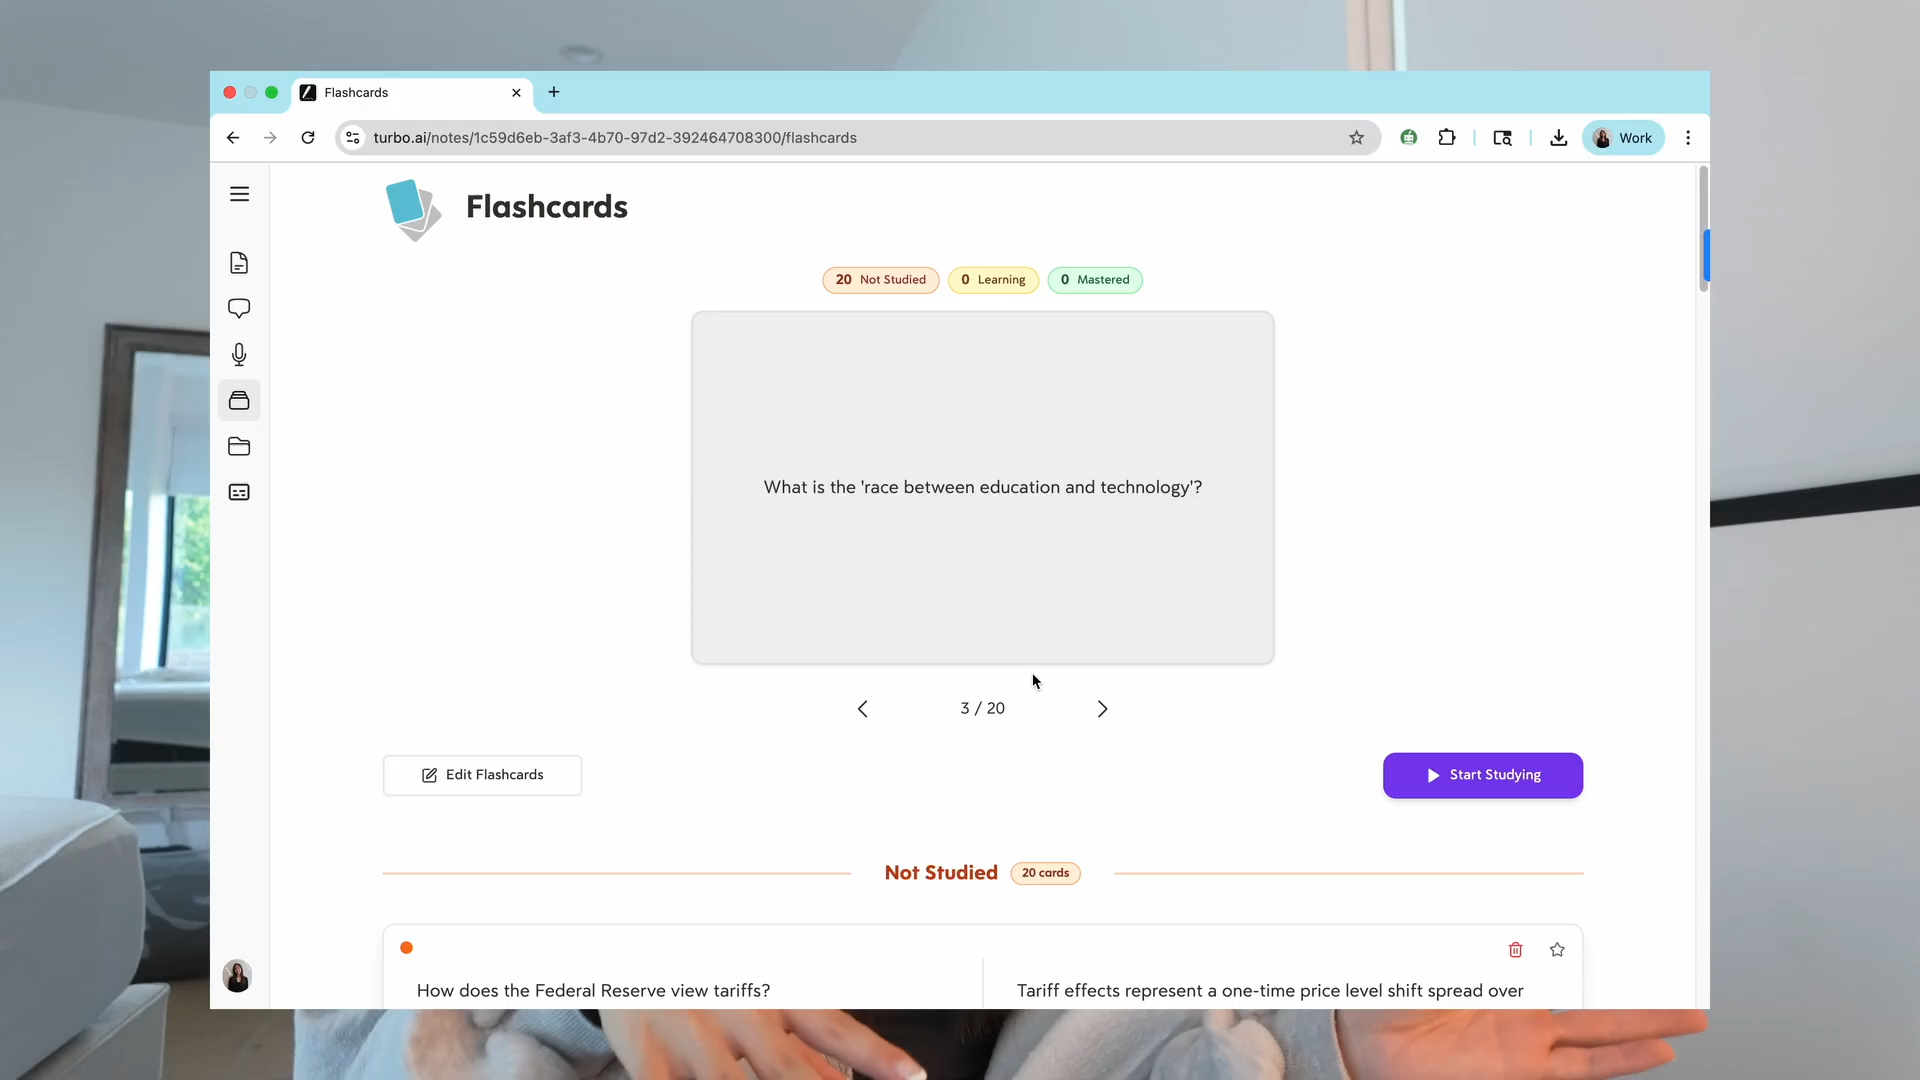 Flashcards
turbo.ai/notes/1c59d6eb-3af3-4b70-97d2-392464708300/flashcards
Work
Flashcards
20 Not Studied
0 Learning
0 Mastered
What is the 'race between education and technology'?
3 / 20
Edit Flashcards
Start Studying
Not Studied
20 cards
How does the Federal Reserve view tariffs?
Tariff effects represent a one-time price level shift spread over